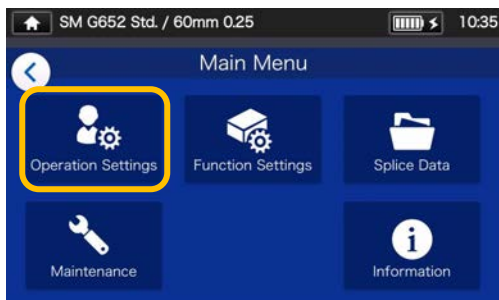 SM G652 Std. / 60mm 0.25 10:35
Main Menu
Operation Settings Function Settings Splice Data
Maintenance Information